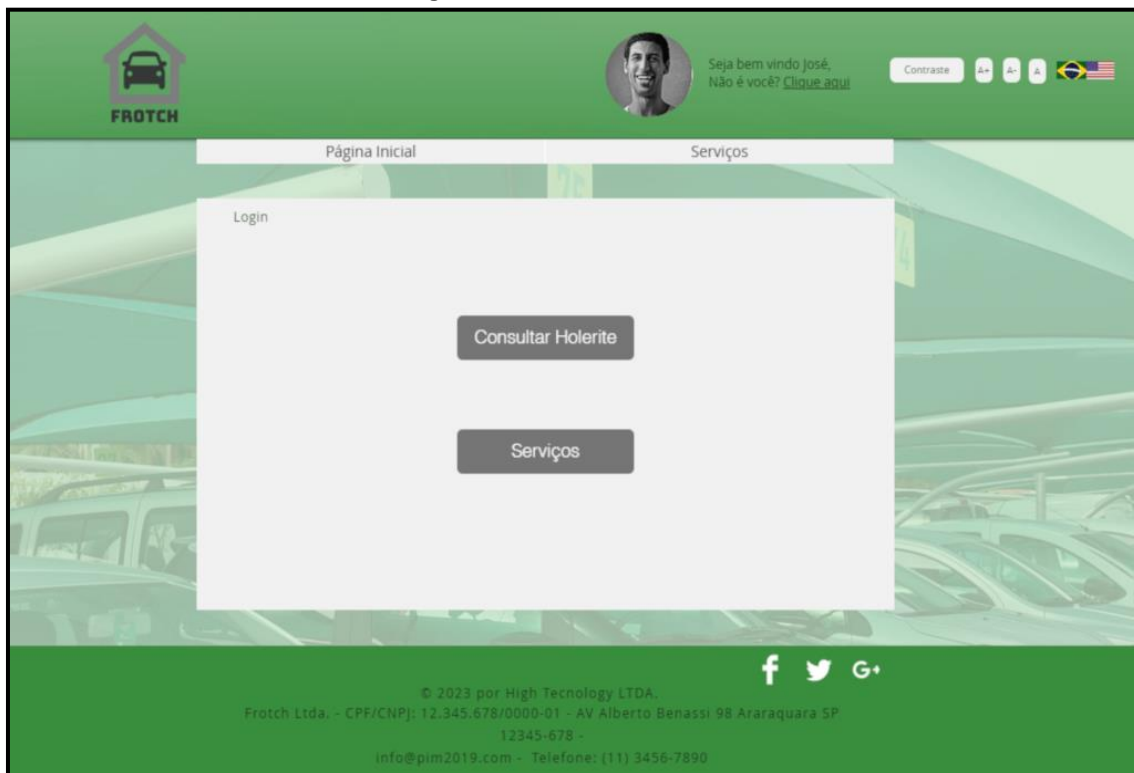 FROTCH
Seja bem vindo José,
Não é você? Clique aqui
Contraste
A+
A-
A
Página Inicial
Serviços
Login
Consultar Holerite
Serviços
© 2023 por High Tecnology LTDA.
Frotch Ltda. - CPF/CNPJ: 12.345.678/0000-01 - AV Alberto Benassi 98 Araraquara SP
12345-678 -
info@pim2019.com - Telefone: (11) 3456-7890